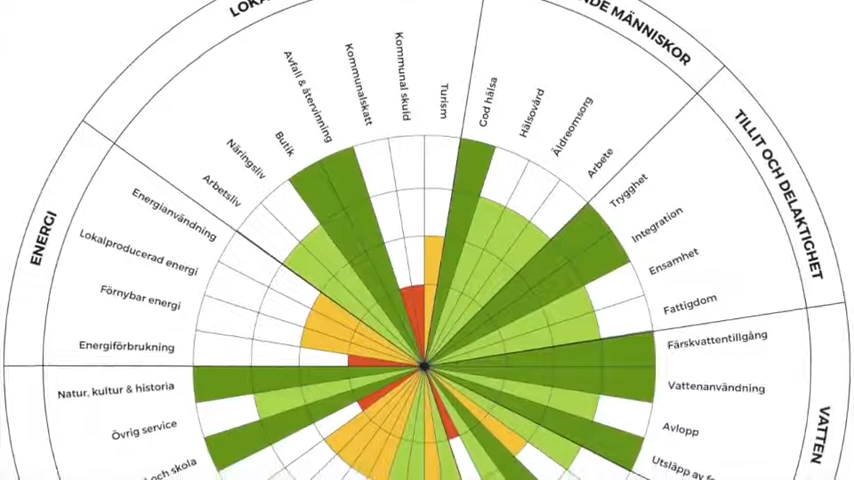 LOKA
NDE MÄNNISKOR
TILLIT OCH DELAKTIGHET
VATTEN
ENERGI
Energianvändning
Lokalproducerad energi
Förnybar energi
Energiförbrukning
Natur, kultur & historia
Övrig service
och skola
Arbetsliv
Näringsliv
Butik
Avfall & återvinning
Kommunalskatt
Kommunal skuld
Turism
God hälsa
Hälsovård
Äldreomsorg
Arbete
Trygghet
Integration
Ensamhet
Fattigdom
Färskvattentillgång
Vattenanvändning
Avlopp
Utsläpp av